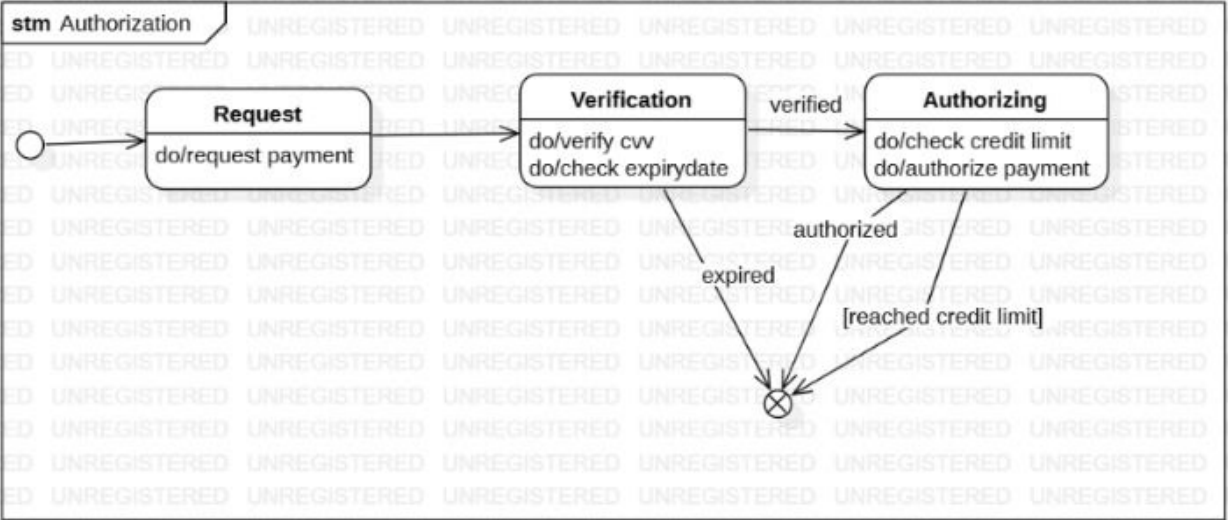 stm Authorization
Request
do/request payment
Verification
do/verify cvv
do/check expirydate
verified
Authorizing
do/check credit limit
do/authorize payment
authorized
expired
[reached credit limit]
UNREGISTERED